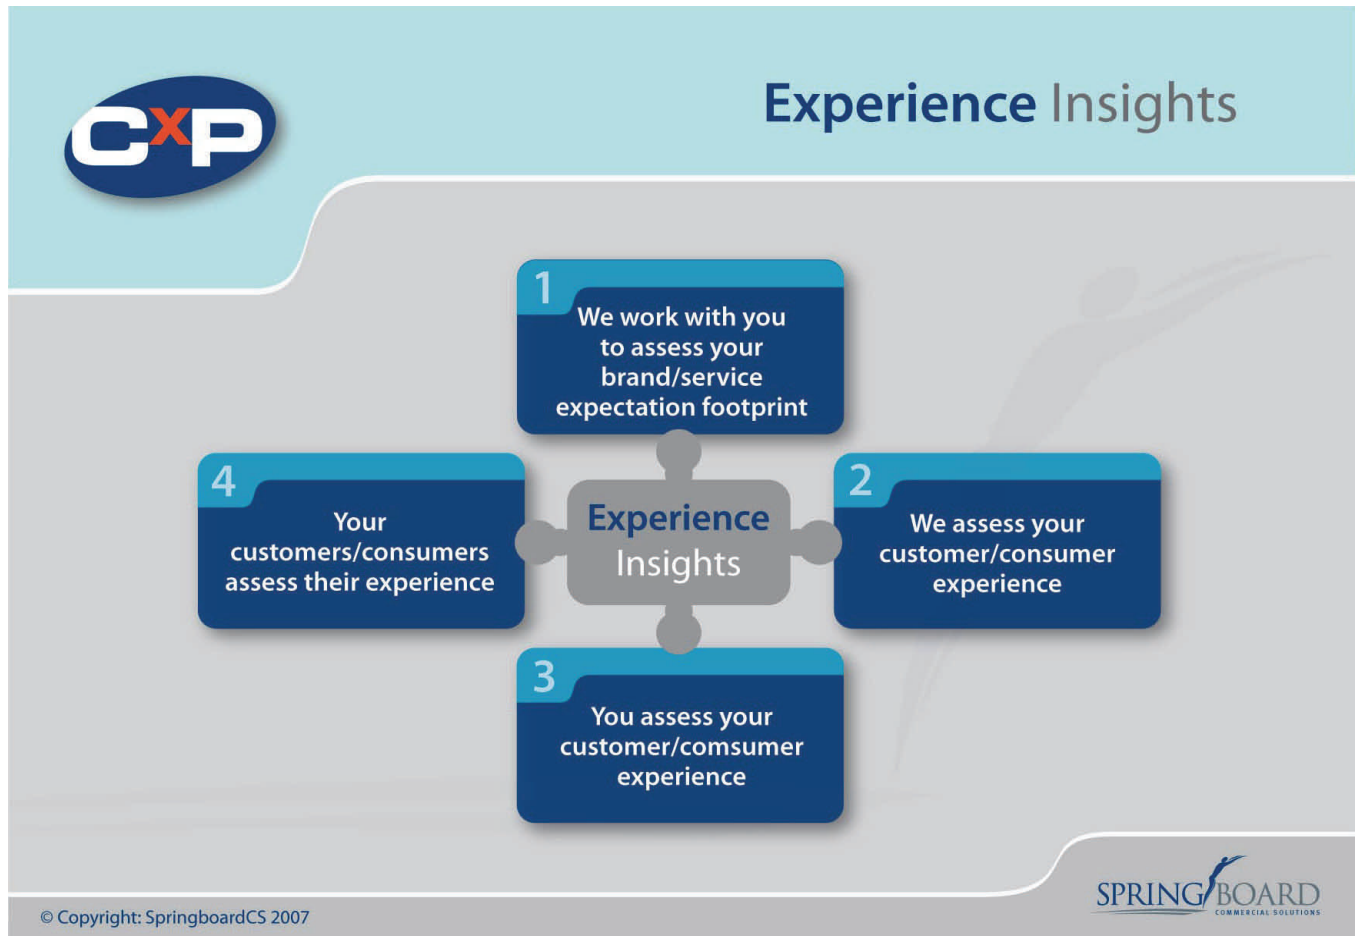 CxP
Experience Insights
1
We work with you
to assess your
brand/service
expectation footprint
4
Your
customers/consumers
assess their experience
Experience
Insights
2
We assess your
customer/consumer
experience
3
You assess your
customer/comsumer
experience
© Copyright: SpringboardCS 2007
SPRINGBOARD
COMMERCIAL SOLUTIONS